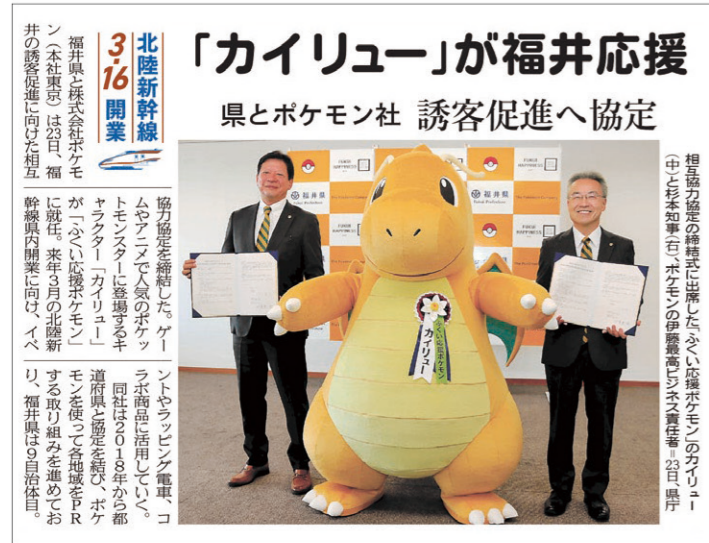 「カイリュー」が福井応援
県とポケモン社 誘客促進へ協定
北陸新幹線
3・16 開業
福井県と株式会社ポケモ
ン（本社東京）は23日、福
井の誘客促進に向けた相互
協力協定を締結した。ゲー
ムやアニメで人気のポケッ
トモンスターに登場するキ
ャラクター「カイリュー」
が「ふくい応援ポケモン」
に就任。来年3月の北陸新
幹線県内開業に向け、イベ
ントやラッピング電車、コ
ラボ商品に活用していく。
同社は2018年から都
道府県と協定を結び、ポケ
モンを使って各地域をPR
する取り組みを進めてお
り、福井県は9自治体目。
相互協力協定の締結式に出席した「ふくい応援ポケモン」のカイリュー
（中）と杉本知事（右）、ポケモンの伊藤最高ビジネス責任者＝23日、県庁
福井県
Fukui Prefecture
FUKUI
HAPPINESS
ふくい応援ポケモン
カイリュー